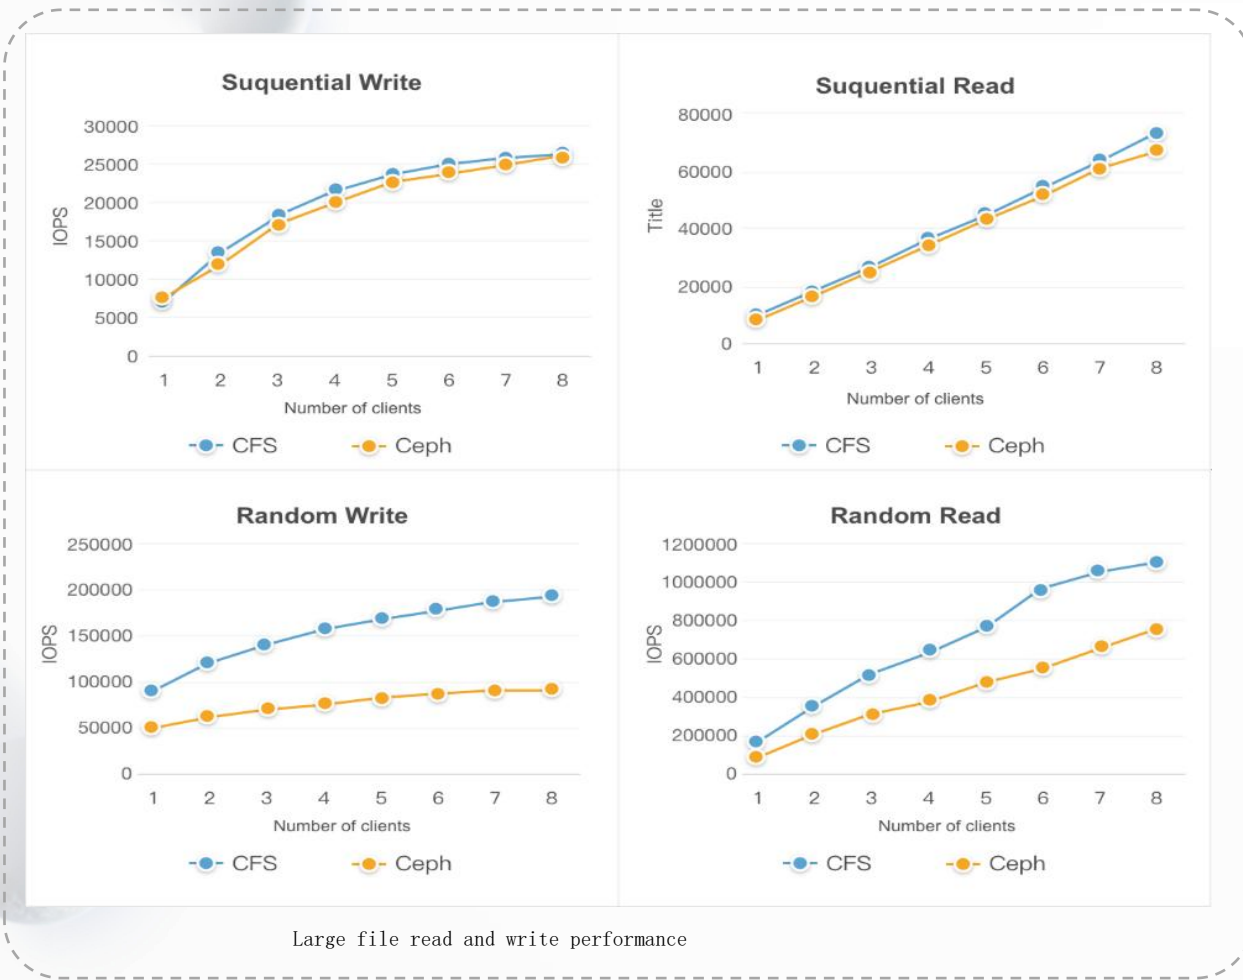 Suquential Write
30000
25000
20000
15000
10000
5000
0
IOPS
1 2 3 4 5 6 7 8
Number of clients
CFS Ceph
Suquential Read
80000
60000
40000
20000
0
Title
1 2 3 4 5 6 7 8
Number of clients
CFS Ceph
Random Write
250000
200000
150000
100000
50000
0
IOPS
1 2 3 4 5 6 7 8
Number of clients
CFS Ceph
Random Read
1200000
1000000
800000
600000
400000
200000
0
IOPS
1 2 3 4 5 6 7 8
Number of clients
CFS Ceph
Large file read and write performance